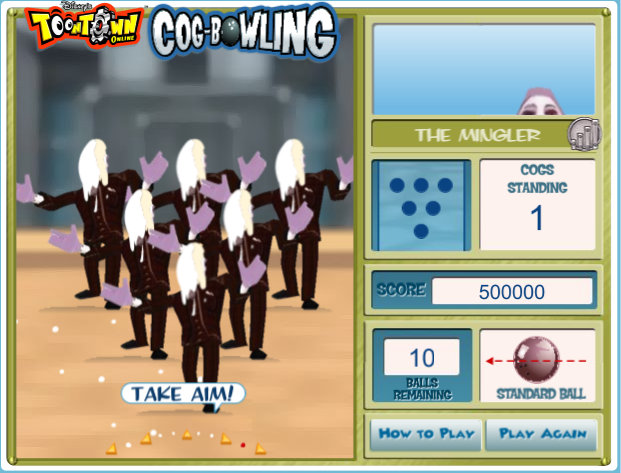 Disney's
TOONTOWN
ONLINE
COG-BOWLING
THE MINGLER
COGS
STANDING
1
SCORE
500000
TAKE AIM!
10
BALLS
REMAINING
STANDARD BALL
HOW TO PLAY
PLAY AGAIN